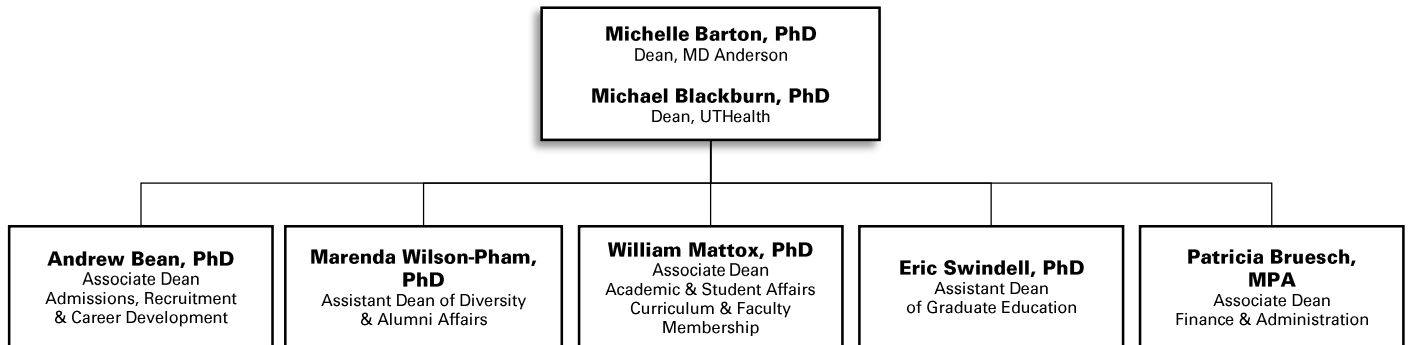 Michelle Barton, PhD
Dean, MD Anderson
Michael Blackburn, PhD
Dean, UTHealth
Andrew Bean, PhD
Associate Dean
Admissions, Recruitment
& Career Development
Marenda Wilson-Pham,
PhD
Assistant Dean of Diversity
& Alumni Affairs
William Mattox, PhD
Associate Dean
Academic & Student Affairs
Curriculum & Faculty
Membership
Eric Swindell, PhD
Assistant Dean
of Graduate Education
Patricia Bruesch,
MPA
Associate Dean
Finance & Administration